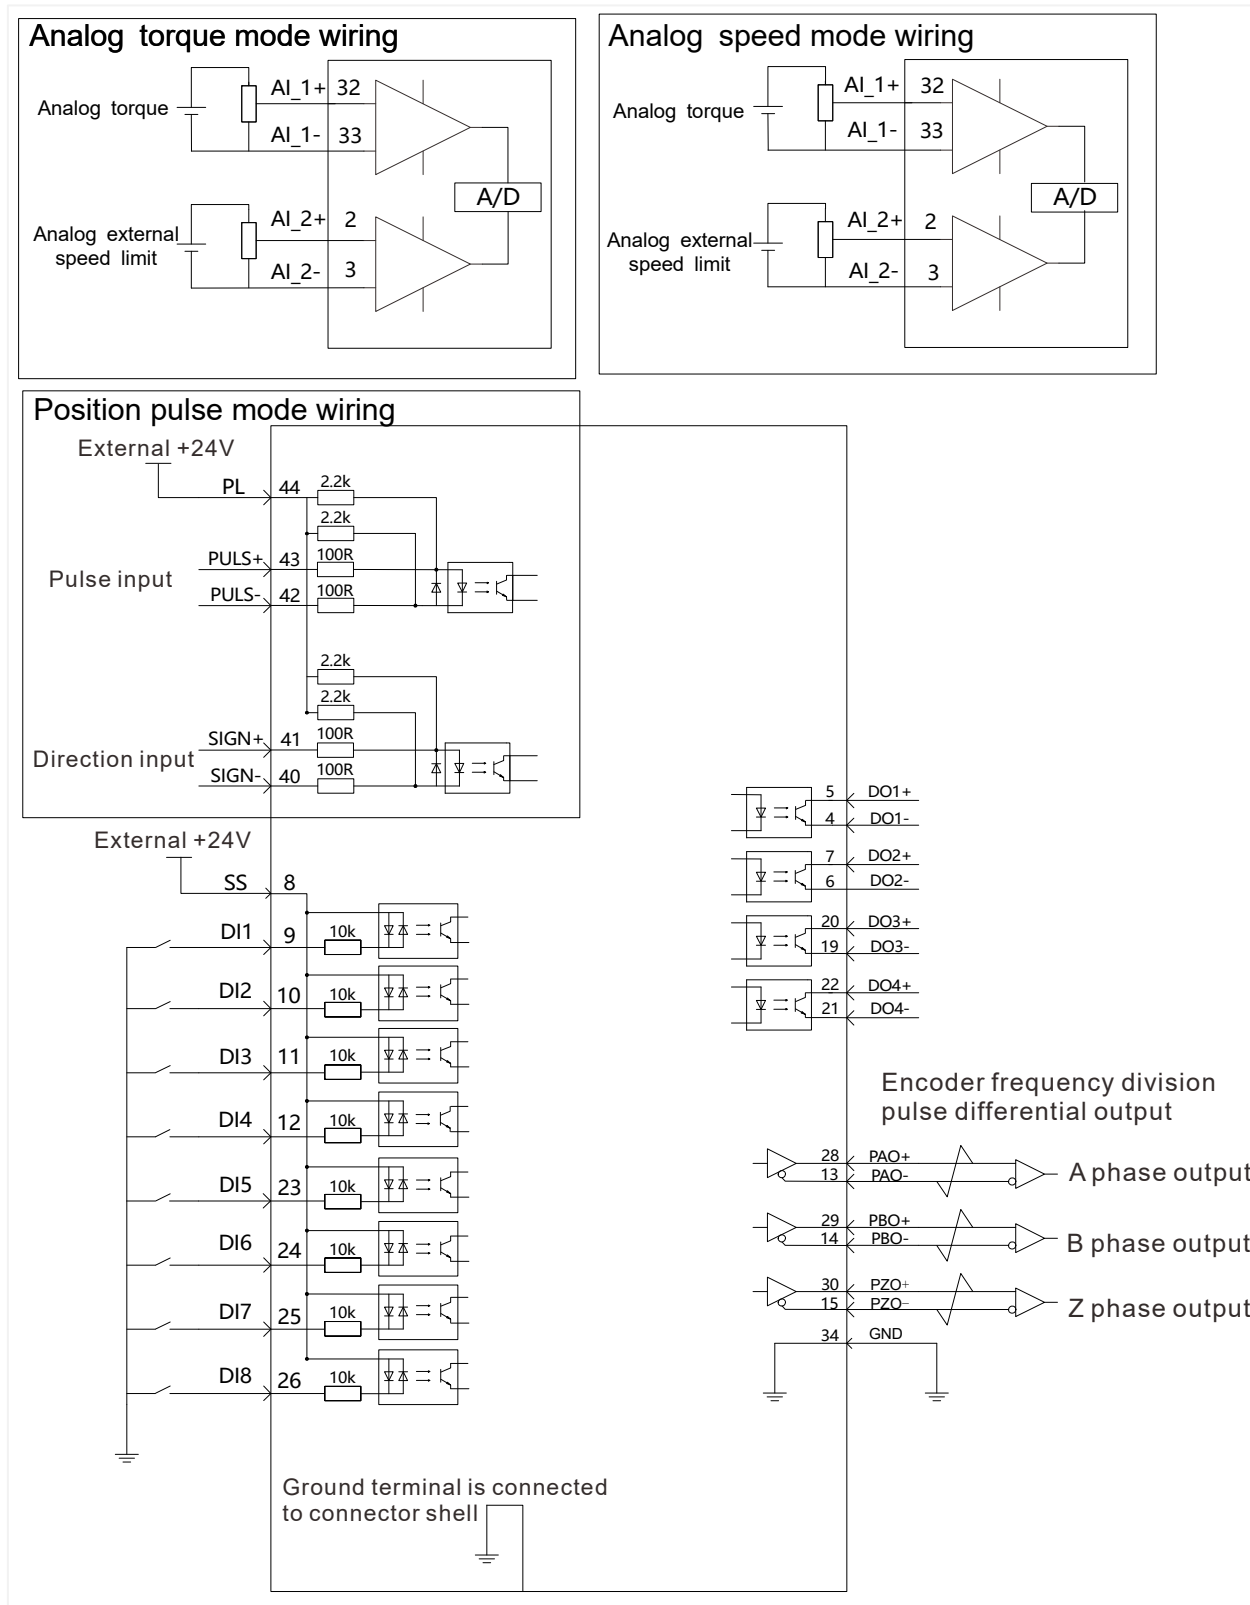 Analog torque mode wiring
Analog torque
AI_1+ 32
AI_1- 33
A/D
Analog external
speed limit
AI_2+ 2
AI_2- 3
Analog speed mode wiring
Analog torque
AI_1+ 32
AI_1- 33
A/D
Analog external
speed limit
AI_2+ 2
AI_2- 3
Position pulse mode wiring
External +24V
PL 44 2.2k
2.2k
PULS+ 43 100R
Pulse input
PULS- 42 100R
2.2k
2.2k
SIGN+ 41 100R
Direction input
SIGN- 40 100R
External +24V
SS 8
DI1 9 10k
DI2 10 10k
DI3 11 10k
DI4 12 10k
DI5 23 10k
DI6 24 10k
DI7 25 10k
DI8 26 10k
5 DO1+
4 DO1-
7 DO2+
6 DO2-
20 DO3+
19 DO3-
22 DO4+
21 DO4-
Encoder frequency division
pulse differential output
28 PAO+
13 PAO-
A phase output
29 PBO+
14 PBO-
B phase output
30 PZO+
15 PZO-
Z phase output
34 GND
Ground terminal is connected
to connector shell